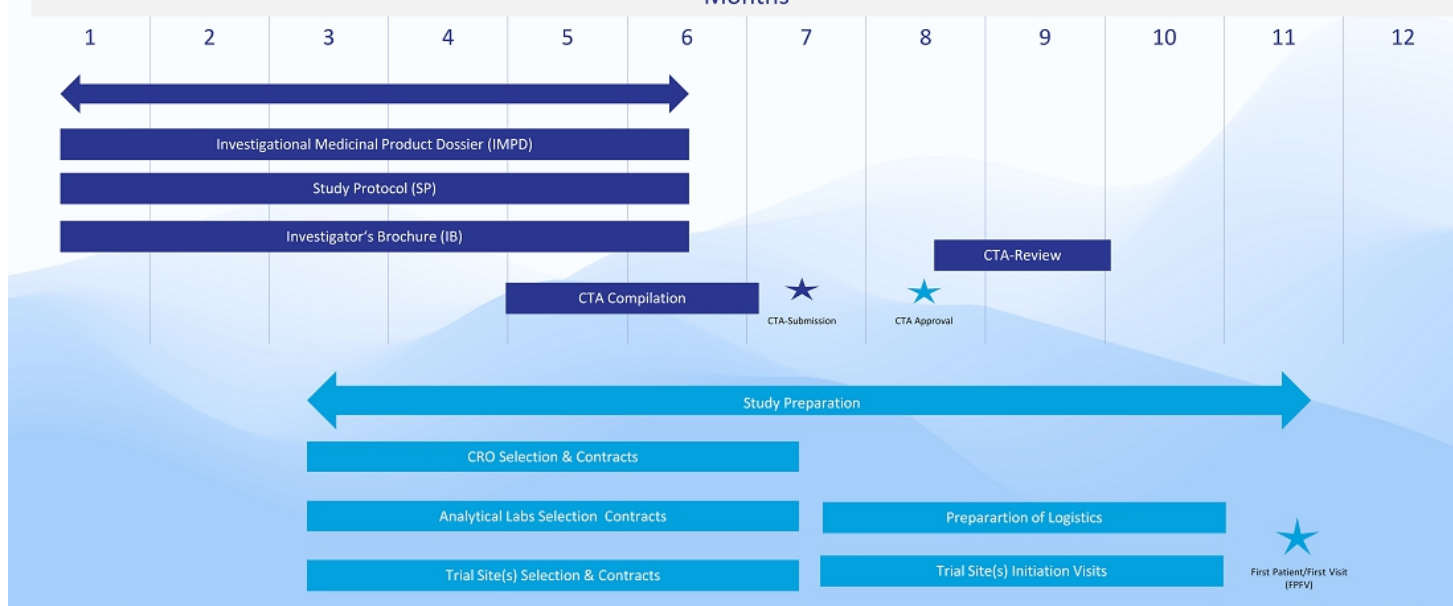 Months
1 2 3 4 5 6 7 8 9 10 11 12
Investigational Medicinal Product Dossier (IMPD)
Study Protocol (SP)
Investigator's Brochure (IB)
CTA-Review
CTA Compilation
CTA-Submission
CTA Approval
Study Preparation
CRO Selection & Contracts
Analytical Labs Selection Contracts
Preparartion of Logistics
Trial Site(s) Selection & Contracts
Trial Site(s) Initiation Visits
First Patient/First Visit
(FPFV)